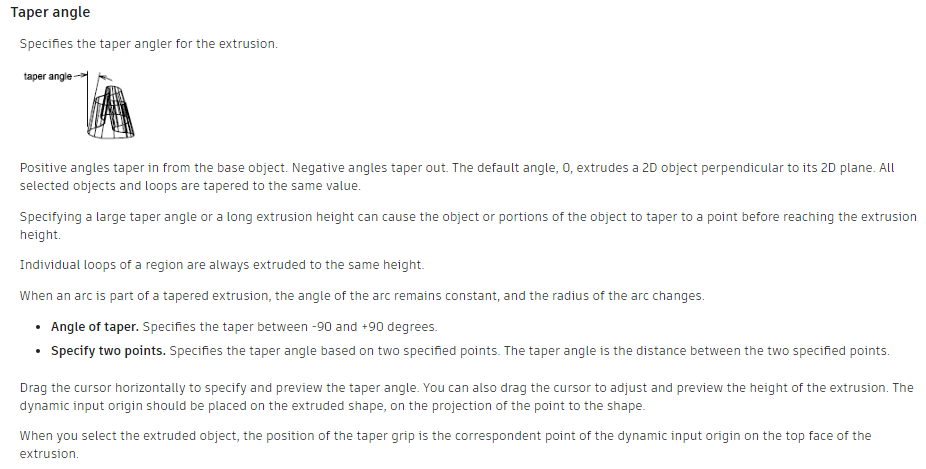 Taper angle
Specifies the taper angler for the extrusion.
taper angle
Positive angles taper in from the base object. Negative angles taper out. The default angle, 0, extrudes a 2D object perpendicular to its 2D plane. All
selected objects and loops are tapered to the same value.
Specifying a large taper angle or a long extrusion height can cause the object or portions of the object to taper to a point before reaching the extrusion
height.
Individual loops of a region are always extruded to the same height.
When an arc is part of a tapered extrusion, the angle of the arc remains constant, and the radius of the arc changes.
• Angle of taper. Specifies the taper between -90 and +90 degrees.
• Specify two points. Specifies the taper angle based on two specified points. The taper angle is the distance between the two specified points.
Drag the cursor horizontally to specify and preview the taper angle. You can also drag the cursor to adjust and preview the height of the extrusion. The
dynamic input origin should be placed on the extruded shape, on the projection of the point to the shape.
When you select the extruded object, the position of the taper grip is the correspondent point of the dynamic input origin on the top face of the
extrusion.